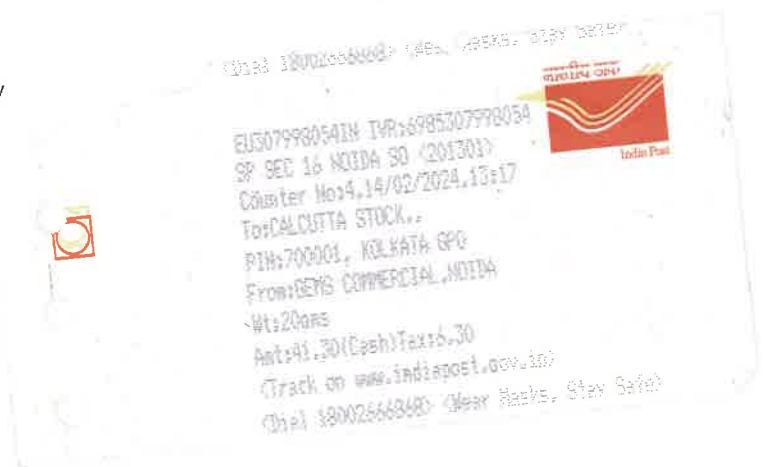 <Dial 18002666868> <Wear Masks, Stay Safe>
EU307998054IN IVR:6985307998054
SP SEC 16 NOIDA SO <201301>
Counter No:4,14/02/2024,13:17
To:CALCUTTA STOCK,.
PIN:700001, KOLKATA GPO
From:GEMS COMMERCIAL,NOIDA
Wt:20gms
Amt:41.30(Cash)Tax:6.30
<Track on www.indiapost.gov.in>
<Dial 18002666868> <Wear Masks, Stay Safe>
India Post